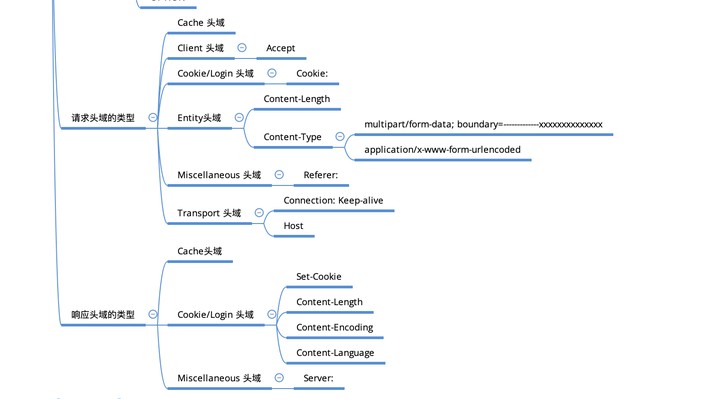 Cache 头域
Client 头域
Accept
Cookie/Login 头域
Cookie:
请求头域的类型
Entity头域
Content-Length
Content-Type
multipart/form-data; boundary=-------------xxxxxxxxxxxxxx
application/x-www-form-urlencoded
Miscellaneous 头域
Referer:
Transport 头域
Connection: Keep-alive
Host
响应头域的类型
Cache头域
Cookie/Login 头域
Set-Cookie
Content-Length
Content-Encoding
Content-Language
Miscellaneous 头域
Server: